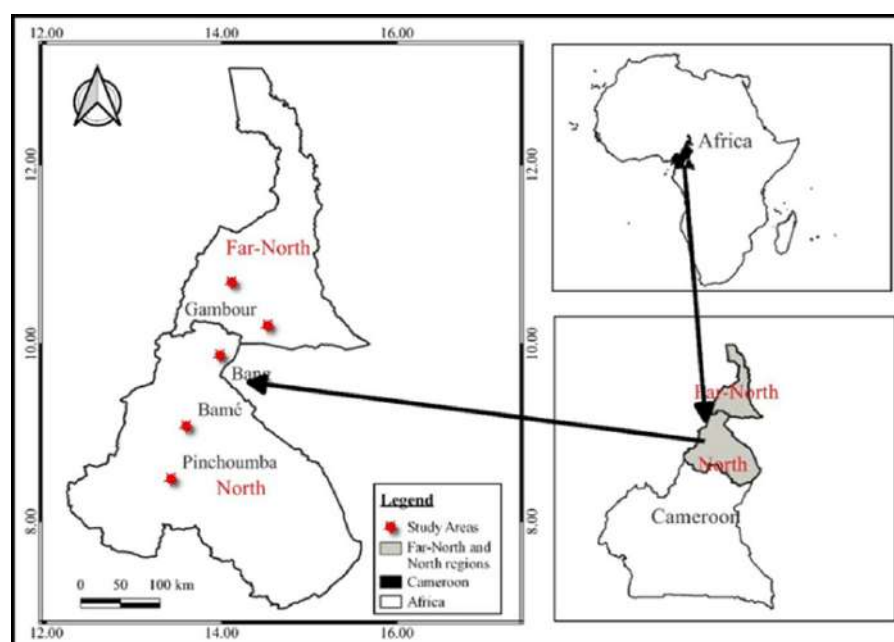 12.00
14.00
16.00
12.00
12.00
Far-North
Gambour
10.00
10.00
Bang
Bamé
Pinchoumba
North
8.00
8.00
Legend
Study Areas
Far-North and
North regions
Cameroon
Africa
0 50 100 km
12.00
14.00
16.00
Africa
Far-North
North
Cameroon